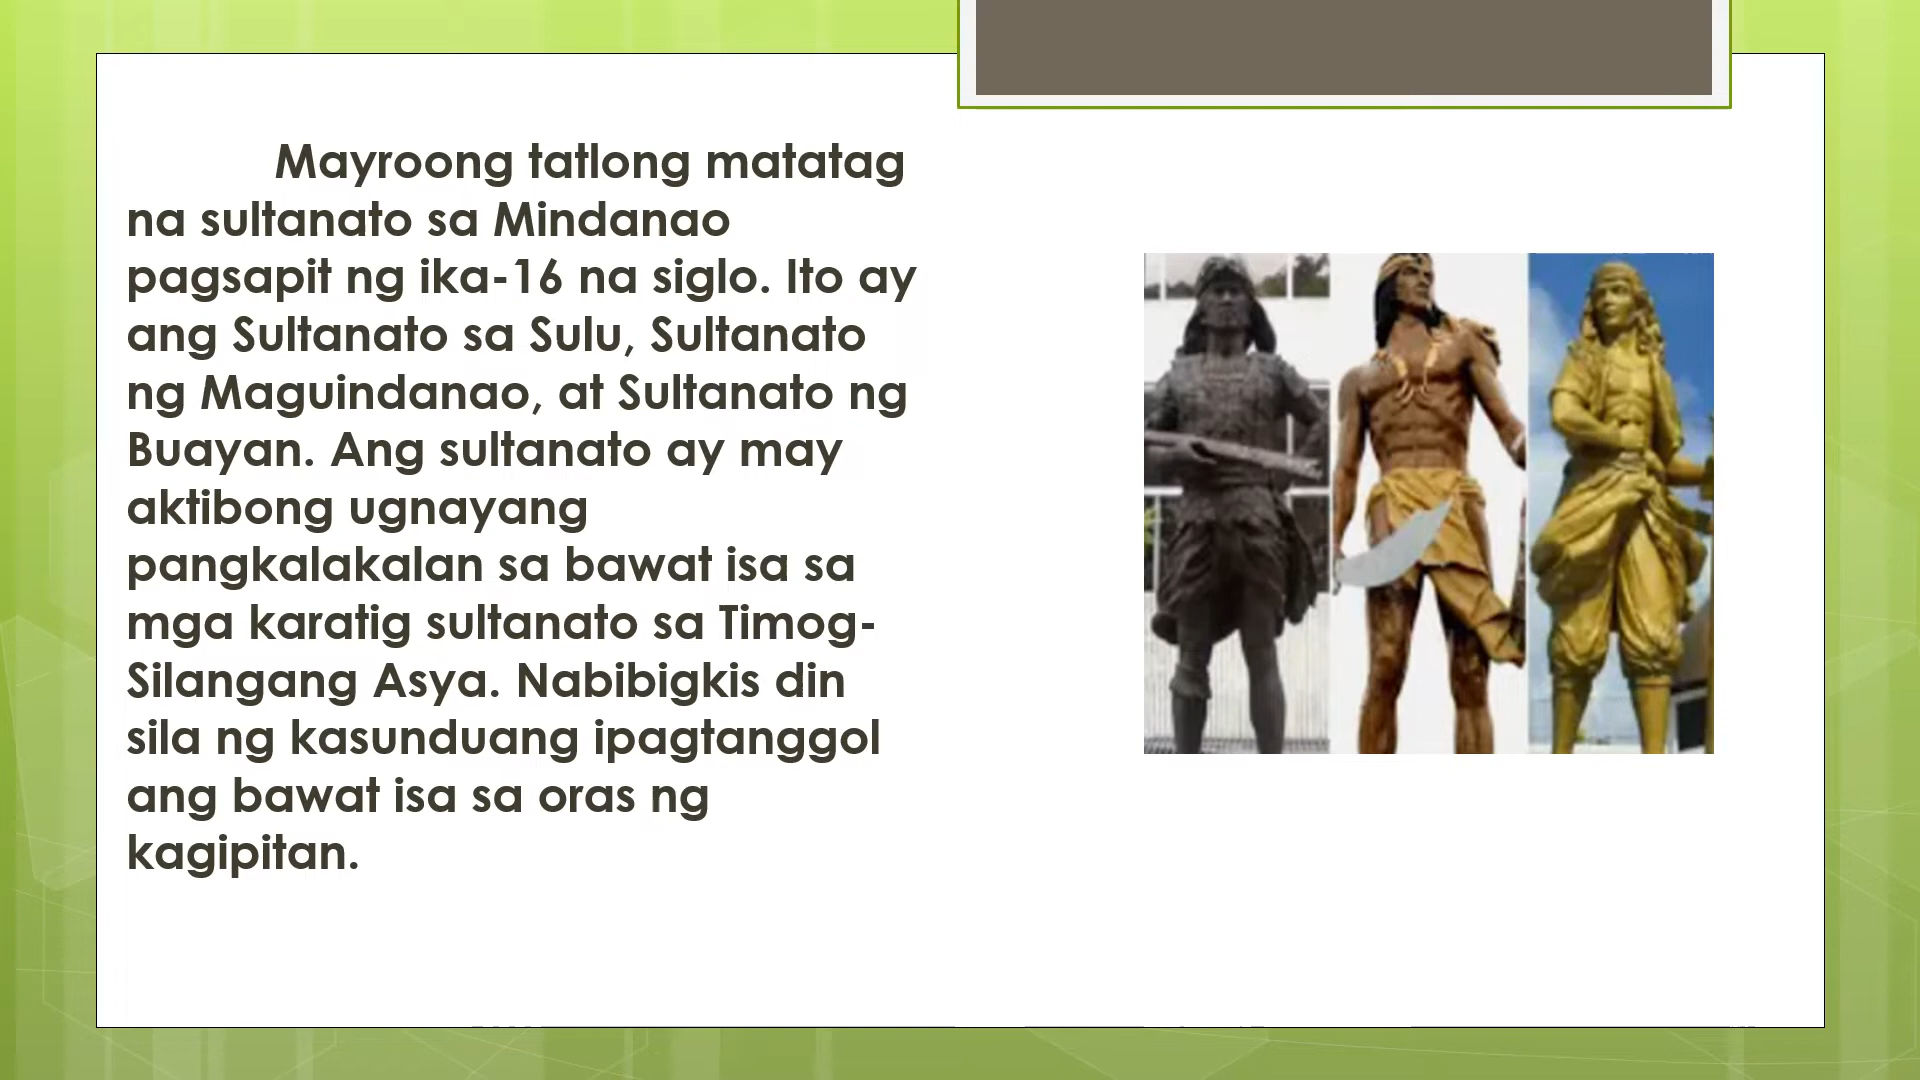 Mayroong tatlong matatag
na sultanato sa Mindanao
pagsapit ng ika-16 na siglo. Ito ay
ang Sultanato sa Sulu, Sultanato
ng Maguindanao, at Sultanato ng
Buayan. Ang sultanato ay may
aktibong ugnayang
pangkalakalan sa bawat isa sa
mga karatig sultanato sa Timog-
Silangang Asya. Nabibigkis din
sila ng kasunduang ipagtanggol
ang bawat isa sa oras ng
kagipitan.